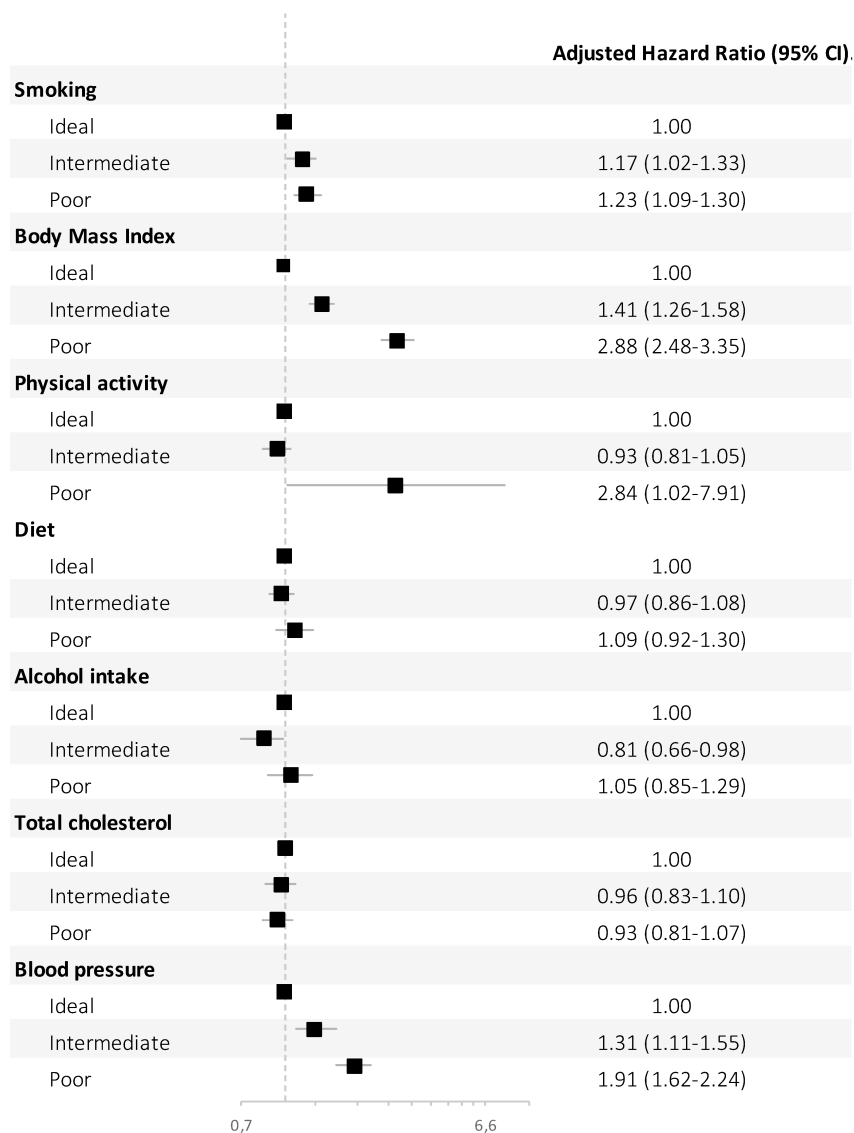 Adjusted Hazard Ratio (95% CI).
Smoking
Ideal 1.00
Intermediate 1.17 (1.02-1.33)
Poor 1.23 (1.09-1.30)
Body Mass Index
Ideal 1.00
Intermediate 1.41 (1.26-1.58)
Poor 2.88 (2.48-3.35)
Physical activity
Ideal 1.00
Intermediate 0.93 (0.81-1.05)
Poor 2.84 (1.02-7.91)
Diet
Ideal 1.00
Intermediate 0.97 (0.86-1.08)
Poor 1.09 (0.92-1.30)
Alcohol intake
Ideal 1.00
Intermediate 0.81 (0.66-0.98)
Poor 1.05 (0.85-1.29)
Total cholesterol
Ideal 1.00
Intermediate 0.96 (0.83-1.10)
Poor 0.93 (0.81-1.07)
Blood pressure
Ideal 1.00
Intermediate 1.31 (1.11-1.55)
Poor 1.91 (1.62-2.24)
0,7 6,6